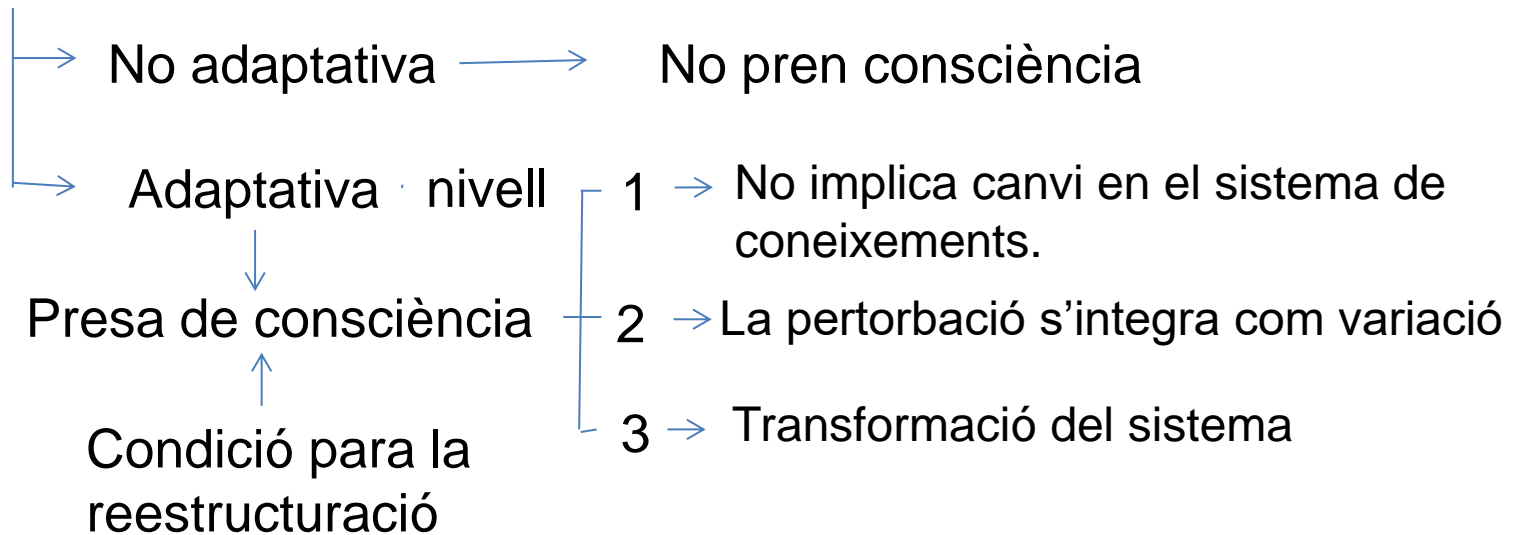 No adaptativa
No pren consciència
Adaptativa nivell
1
No implica canvi en el sistema de
coneixements.
Presa de consciència
2
La pertorbació s’integra com variació
3
Transformació del sistema
Condició para la
reestructuració